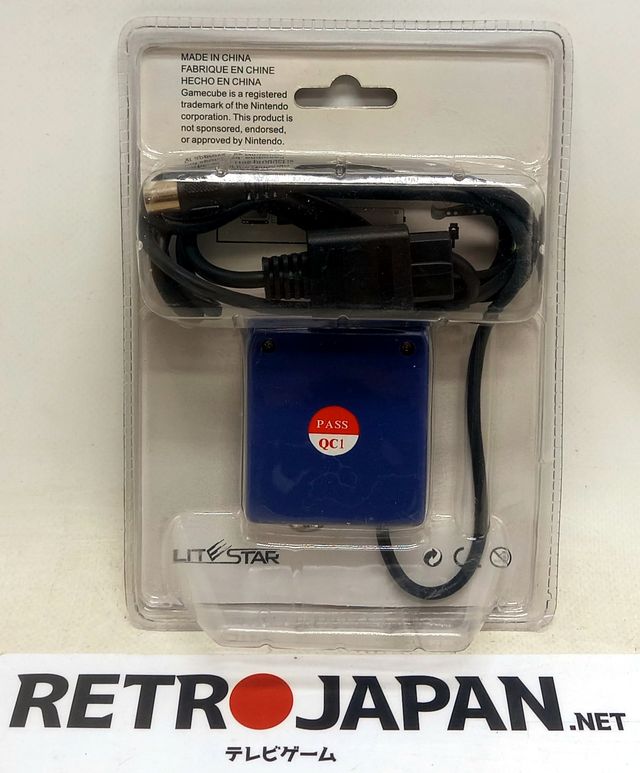 MADE IN CHINA
FABRIQUE EN CHINE
HECHO EN CHINA
Gamecube is a registered
trademark of the Nintendo
corporation. This product is
not sponsored, endorsed,
or approved by Nintendo.
PASS
QC1
LITESTAR
RETROJAPAN.NET
テレビゲーム